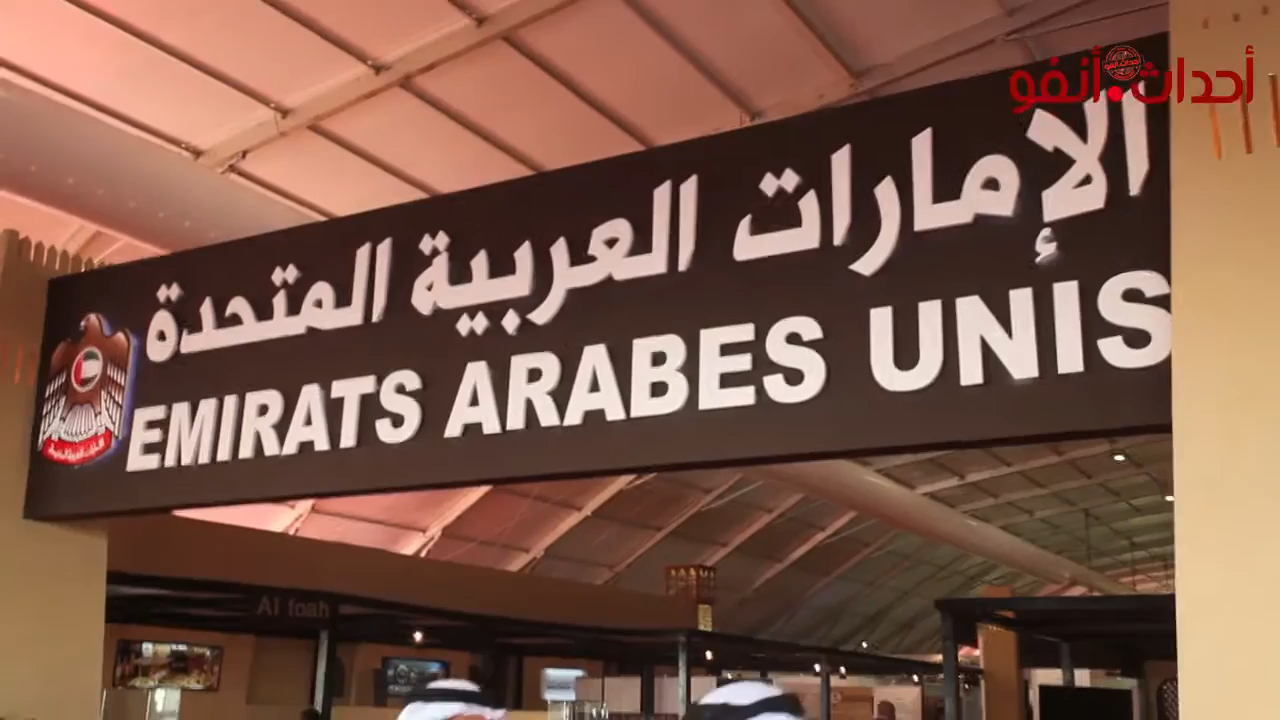 أحداث.أنفو
الإمارات العربية المتحدة
EMIRATS ARABES UNIS
Al foah